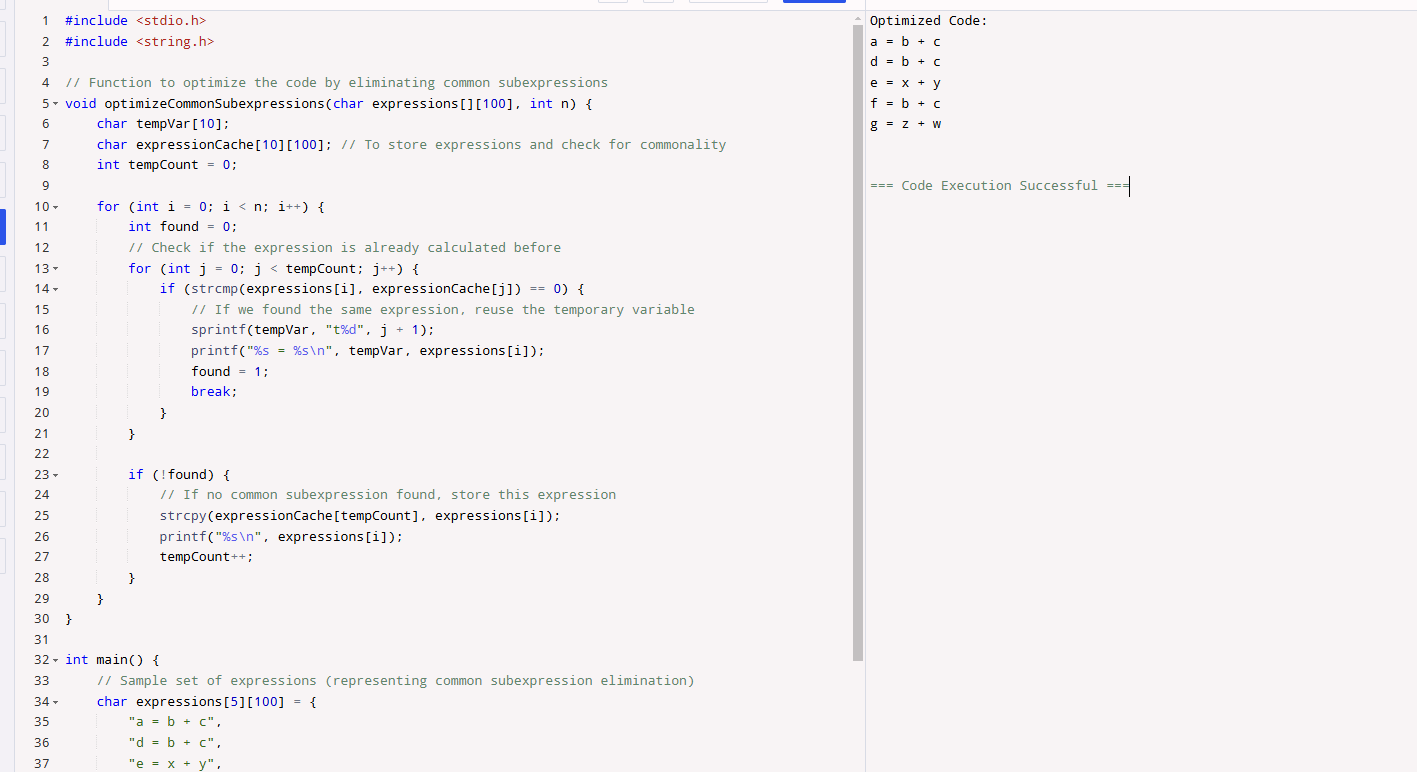 1 #include <stdio.h>
2 #include <string.h>
3
4 // Function to optimize the code by eliminating common subexpressions
5 void optimizeCommonSubexpressions(char expressions[][100], int n) {
6     char tempVar[10];
7     char expressionCache[10][100]; // To store expressions and check for commonality
8     int tempCount = 0;
9
10     for (int i = 0; i < n; i++) {
11         int found = 0;
12         // Check if the expression is already calculated before
13         for (int j = 0; j < tempCount; j++) {
14             if (strcmp(expressions[i], expressionCache[j]) == 0) {
15                 // If we found the same expression, reuse the temporary variable
16                 sprintf(tempVar, "t%d", j + 1);
17                 printf("%s = %s\n", tempVar, expressions[i]);
18                 found = 1;
19                 break;
20             }
21         }
22
23         if (!found) {
24             // If no common subexpression found, store this expression
25             strcpy(expressionCache[tempCount], expressions[i]);
26             printf("%s\n", expressions[i]);
27             tempCount++;
28         }
29     }
30 }
31
32 int main() {
33     // Sample set of expressions (representing common subexpression elimination)
34     char expressions[5][100] = {
35         "a = b + c",
36         "d = b + c",
37         "e = x + y",
Optimized Code:
a = b + c
d = b + c
e = x + y
f = b + c
g = z + w
=== Code Execution Successful ===